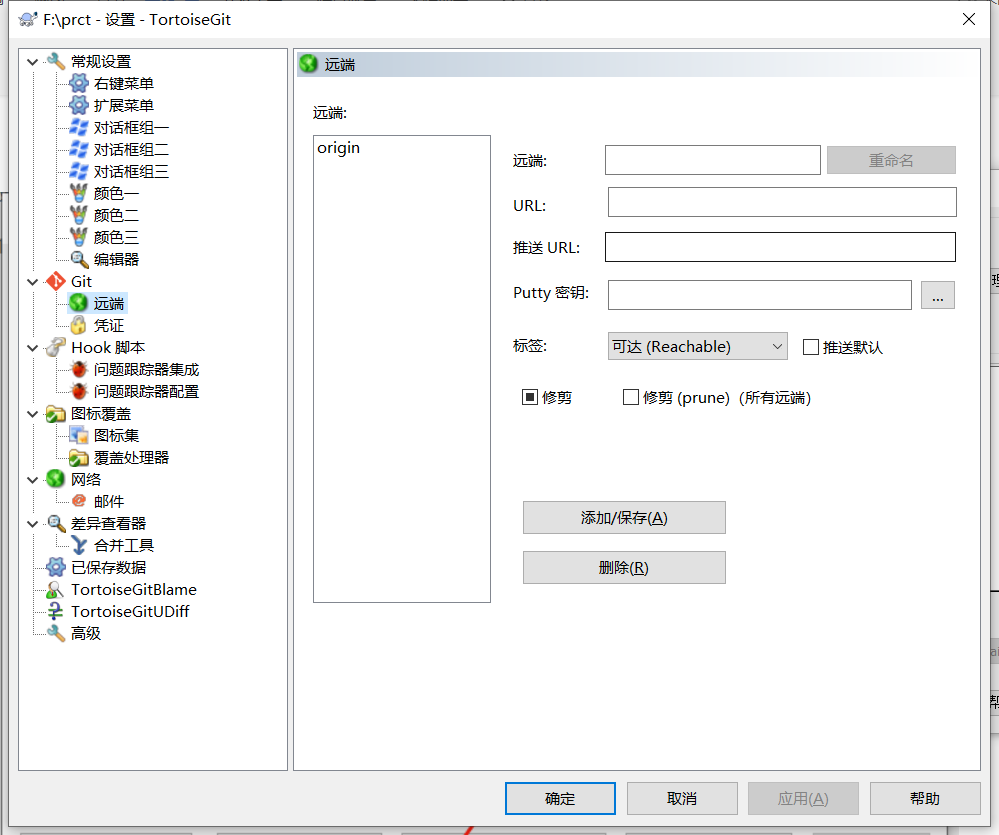 F:\prct - 设置 - TortoiseGit
常规设置
右键菜单
扩展菜单
对话框组一
对话框组二
对话框组三
颜色一
颜色二
颜色三
编辑器
Git
远端
凭证
Hook 脚本
问题跟踪器集成
问题跟踪器配置
图标覆盖
图标集
覆盖处理器
网络
邮件
差异查看器
合并工具
已保存数据
TortoiseGitBlame
TortoiseGitUDiff
高级
远端
远端:
origin
远端:
重命名
URL:
推送 URL:
Putty 密钥:
...
标签:
可达 (Reachable)
推送默认
修剪
修剪 (prune)（所有远端）
添加/保存(A)
删除(R)
确定
取消
应用(A)
帮助